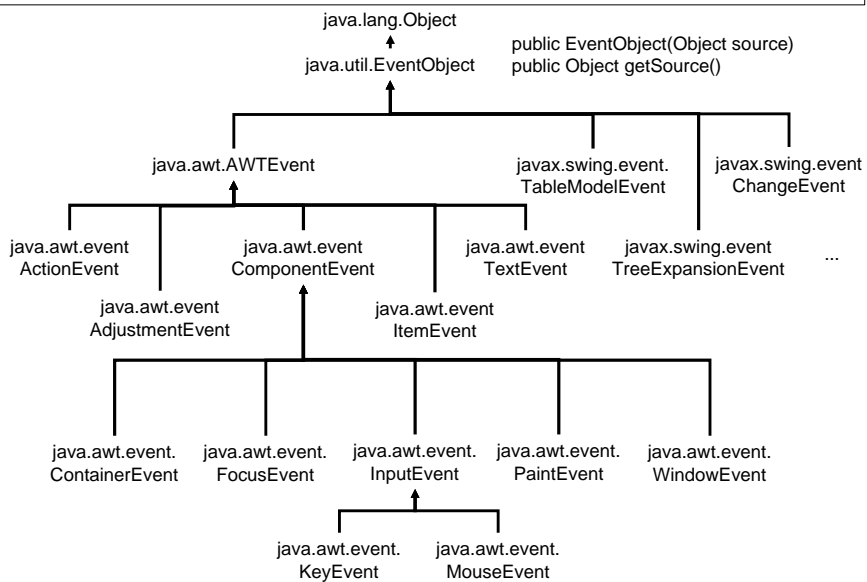 java.lang.Object
public EventObject(Object source)
java.util.EventObject
public Object getSource()
java.awt.AWTEvent
javax.swing.event.
TableModelEvent
javax.swing.event
ChangeEvent
java.awt.event
ActionEvent
java.awt.event
ComponentEvent
java.awt.event
TextEvent
javax.swing.event
TreeExpansionEvent
...
java.awt.event
AdjustmentEvent
java.awt.event
ItemEvent
java.awt.event.
ContainerEvent
java.awt.event.
FocusEvent
java.awt.event.
InputEvent
java.awt.event.
PaintEvent
java.awt.event.
WindowEvent
java.awt.event.
KeyEvent
java.awt.event.
MouseEvent